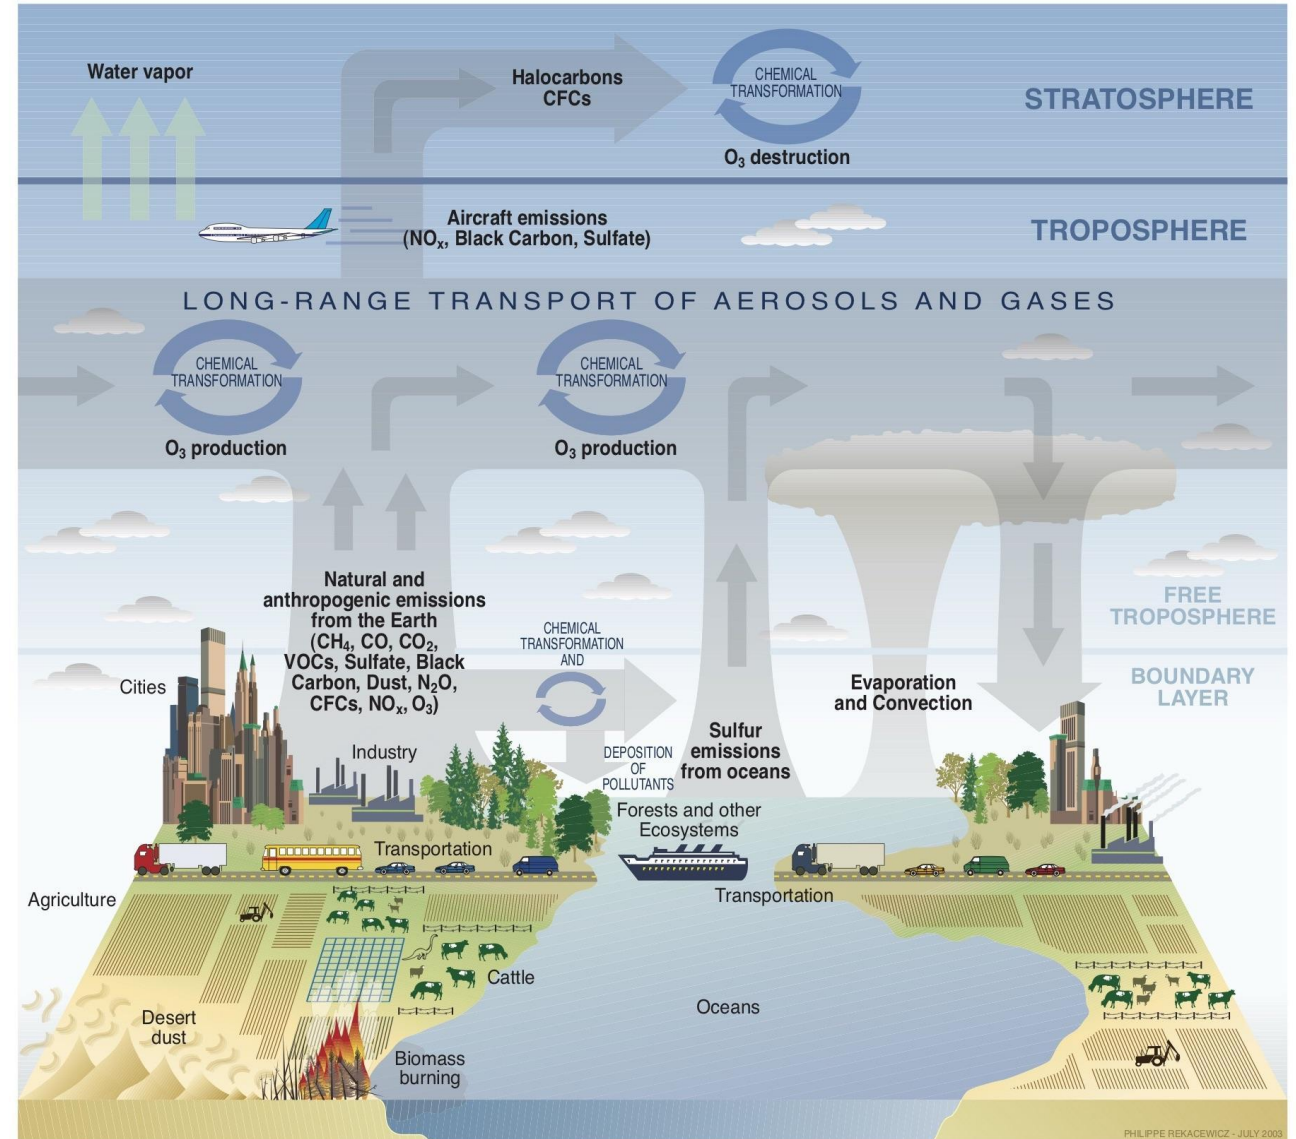 Water vapor
Halocarbons
CFCs
CHEMICAL
TRANSFORMATION
O₃ destruction
STRATOSPHERE
Aircraft emissions
(NOₓ, Black Carbon, Sulfate)
TROPOSPHERE
LONG-RANGE TRANSPORT OF AEROSOLS AND GASES
CHEMICAL
TRANSFORMATION
O₃ production
CHEMICAL
TRANSFORMATION
O₃ production
Natural and
anthropogenic emissions
from the Earth
(CH₄, CO, CO₂,
VOCs, Sulfate, Black
Carbon, Dust, N₂O,
CFCs, NOₓ, O₃)
CHEMICAL
TRANSFORMATION
AND
DEPOSITION
OF
POLLUTANTS
FREE
TROPOSPHERE
BOUNDARY
LAYER
Cities
Industry
Sulfur
emissions
from oceans
Evaporation
and Convection
Forests and other
Ecosystems
Transportation
Transportation
Agriculture
Cattle
Desert
dust
Oceans
Biomass
burning
PHILIPPE REKACEWICZ - JULY 2003